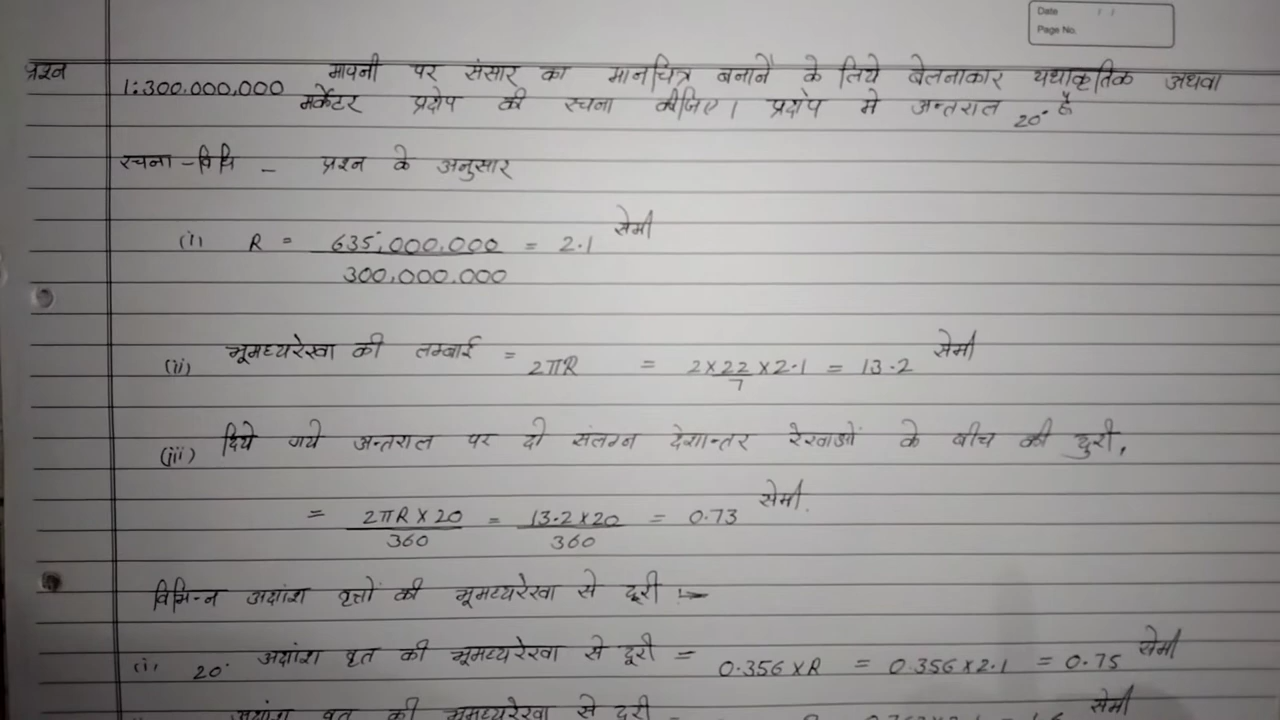 Date / /
Page No.
प्रश्न 1:300,000,000 मापनी पर संसार का मानचित्र बनाने के लिये बेलनाकार यथाकृतिक अथवा
मर्केटर प्रक्षेप की रचना कीजिए। प्रक्षेप मे अन्तराल 20° है
रचना-विधि - प्रश्न के अनुसार
(i) R = 635,000,000 / 300,000,000 = 2.1 सेमी
(ii) भूमध्यरेखा की लम्बाई = 2πR = 2×22/7×2.1 = 13.2 सेमी
(iii) दिये गये अन्तराल पर दो संलग्न देशान्तर रेखाओं के बीच की दुरी,
= 2πR×20/360 = 13.2×20/360 = 0.73 सेमी.
विभिन्न अक्षांश वृत्तों की भूमध्यरेखा से दूरी :-
(i) 20° अक्षांश वृत की भूमध्यरेखा से दूरी = 0.356×R = 0.356×2.1 = 0.75 सेमी
अक्षांश वृत की भूमध्यरेखा से दूरी सेमी